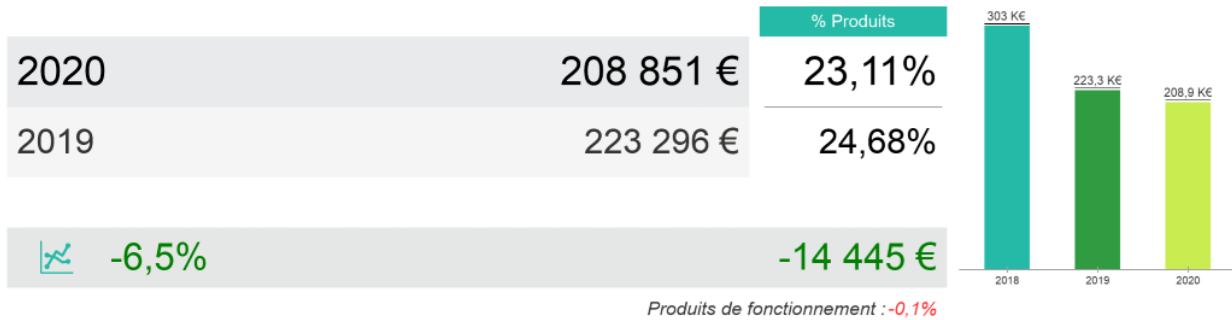 % Produits
2020 208 851 € 23,11%
2019 223 296 € 24,68%
-6,5% -14 445 €
Produits de fonctionnement : -0,1%
303 K€
223,3 K€
208,9 K€
2018 2019 2020